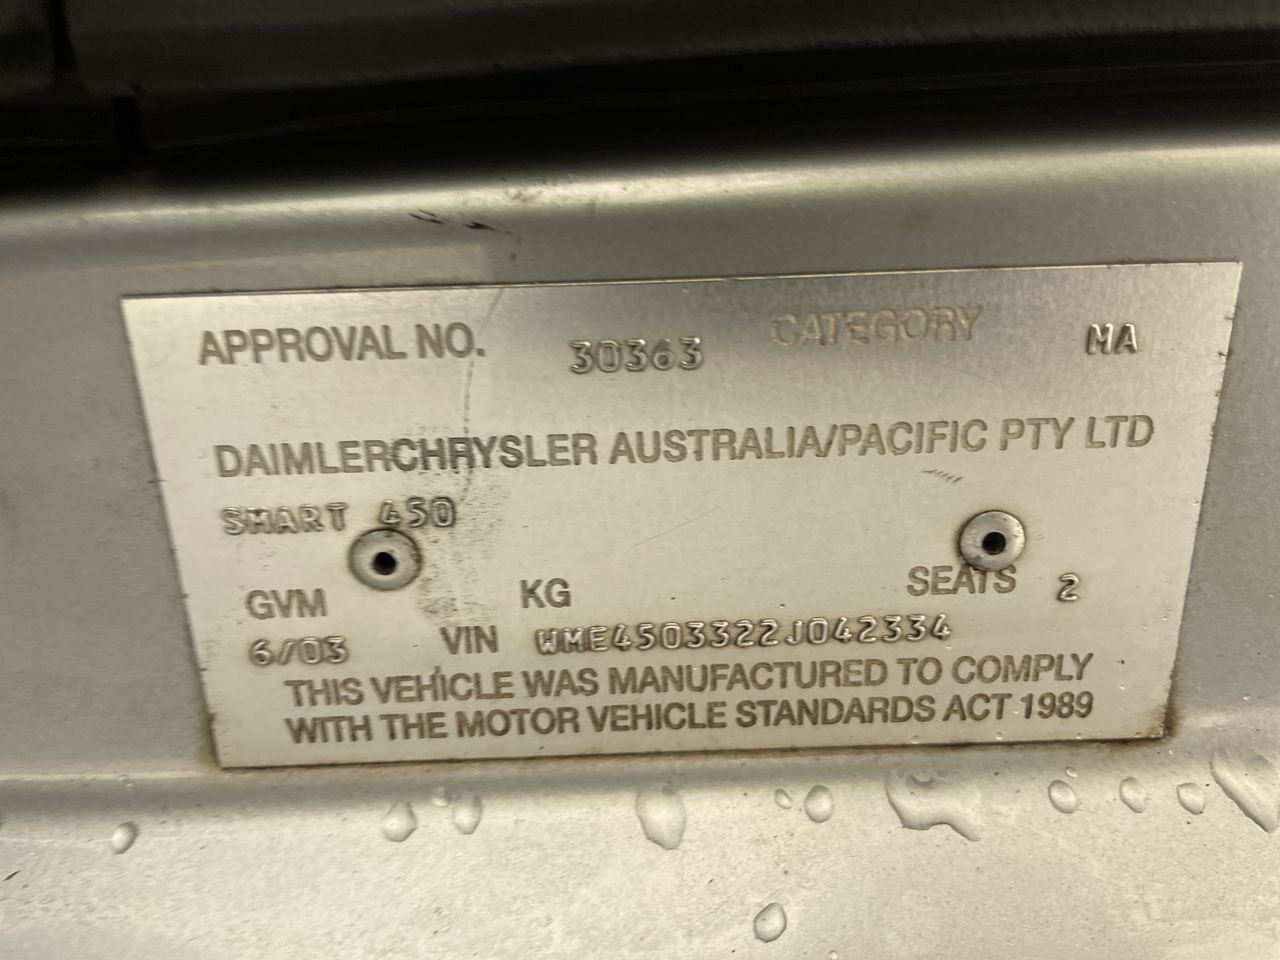 APPROVAL NO. 30363 CATEGORY MA
DAIMLERCHRYSLER AUSTRALIA/PACIFIC PTY LTD
SMART 450
GVM KG SEATS 2
6/03 VIN WME4503322J042334
THIS VEHICLE WAS MANUFACTURED TO COMPLY
WITH THE MOTOR VEHICLE STANDARDS ACT 1989